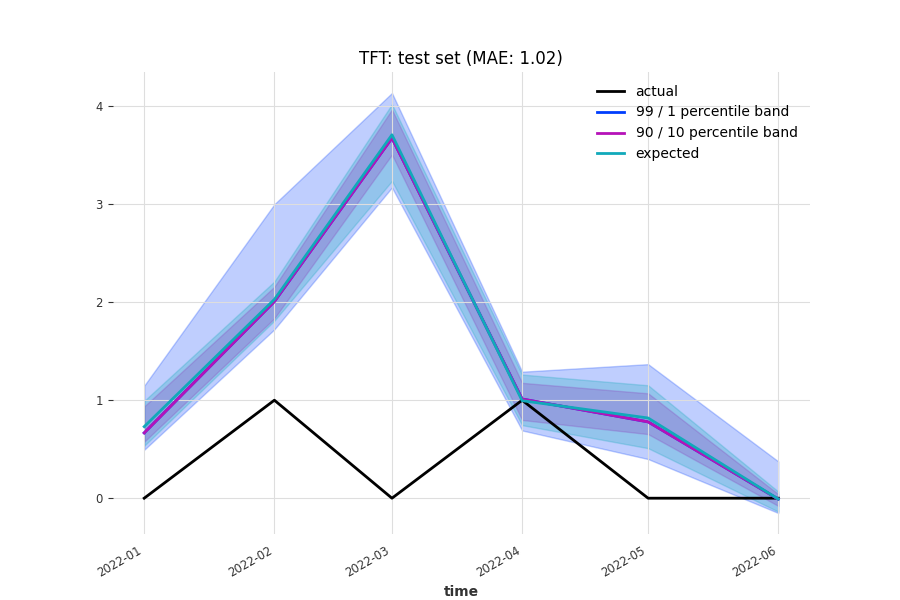 TFT: test set (MAE: 1.02)
actual
99 / 1 percentile band
90 / 10 percentile band
expected
4
3
2
1
0
2022-01
2022-02
2022-03
2022-04
2022-05
2022-06
time